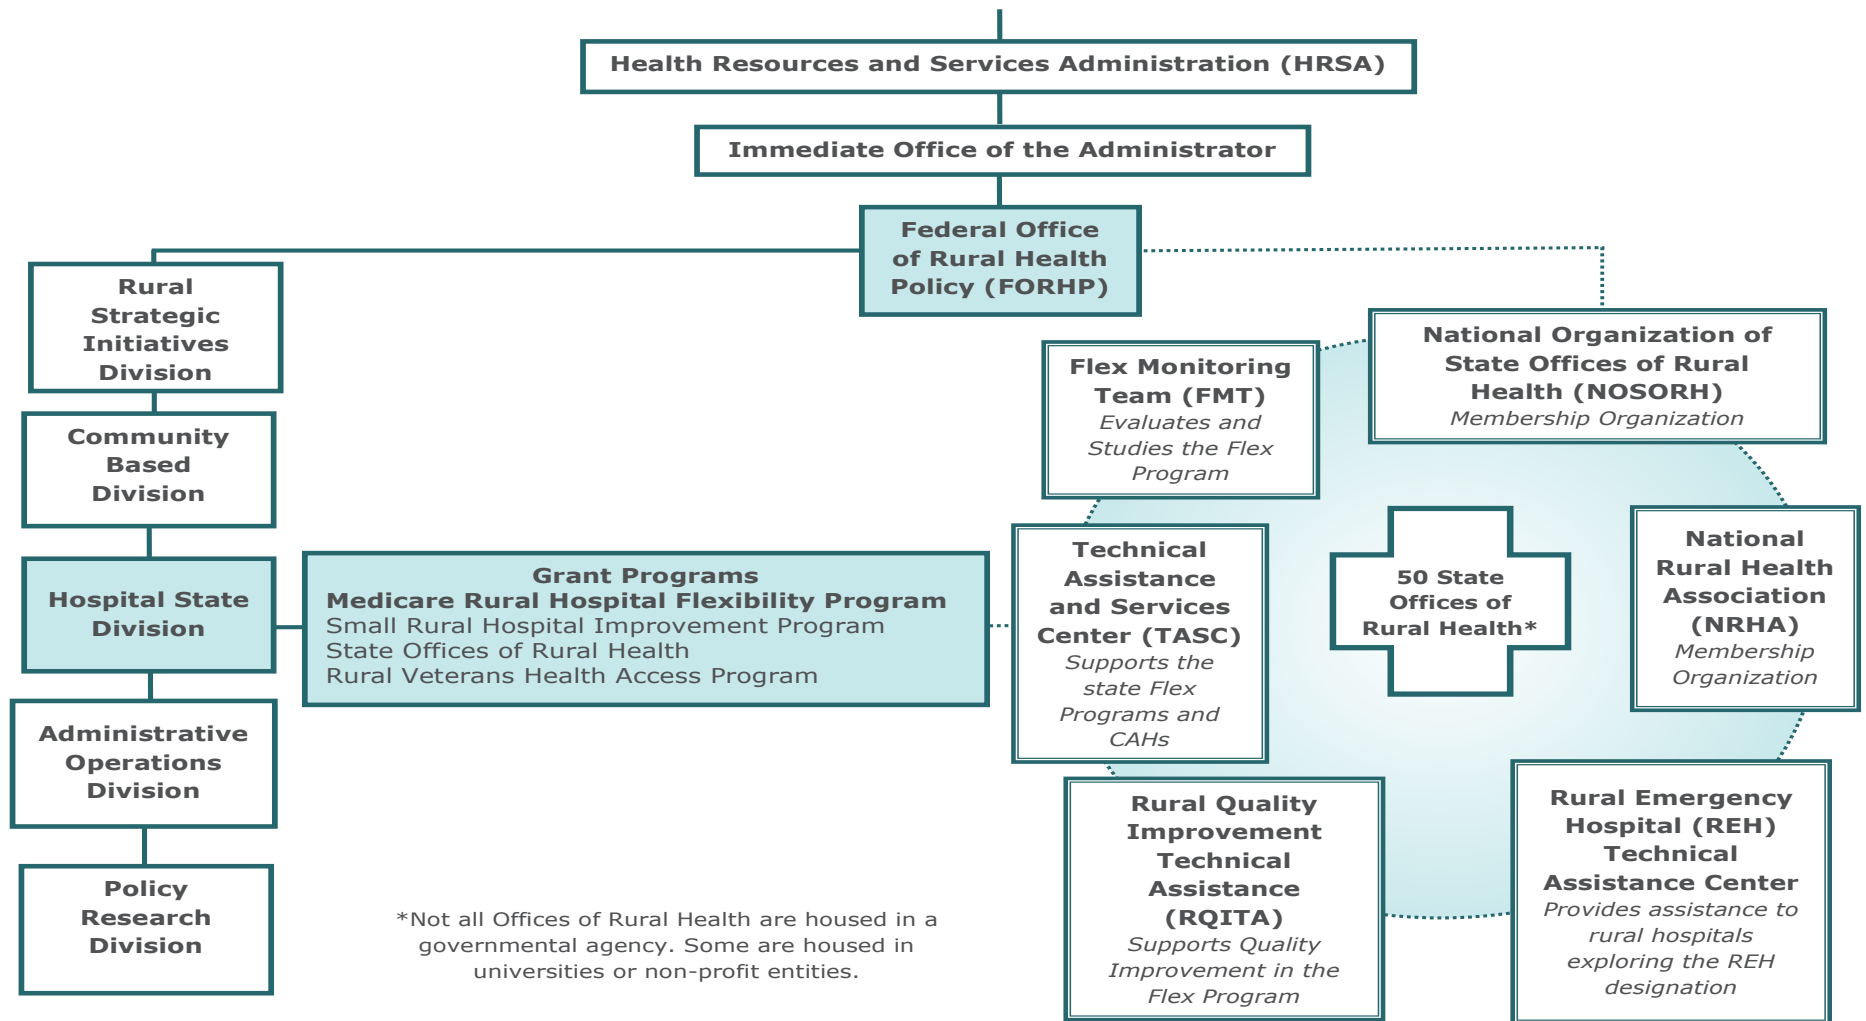 Health Resources and Services Administration (HRSA)
Immediate Office of the Administrator
Federal Office
of Rural Health
Policy (FORHP)
Rural
Strategic
Initiatives
Division
Community
Based
Division
Hospital State
Division
Administrative
Operations
Division
Policy
Research
Division
Grant Programs
Medicare Rural Hospital Flexibility Program
Small Rural Hospital Improvement Program
State Offices of Rural Health
Rural Veterans Health Access Program
*Not all Offices of Rural Health are housed in a
governmental agency. Some are housed in
universities or non-profit entities.
Flex Monitoring
Team (FMT)
Evaluates and
Studies the Flex
Program
National Organization of
State Offices of Rural
Health (NOSORH)
Membership Organization
Technical
Assistance
and Services
Center (TASC)
Supports the
state Flex
Programs and
CAHs
50 State
Offices of
Rural Health*
National
Rural Health
Association
(NRHA)
Membership
Organization
Rural Quality
Improvement
Technical
Assistance
(RQITA)
Supports Quality
Improvement in the
Flex Program
Rural Emergency
Hospital (REH)
Technical
Assistance Center
Provides assistance to
rural hospitals
exploring the REH
designation